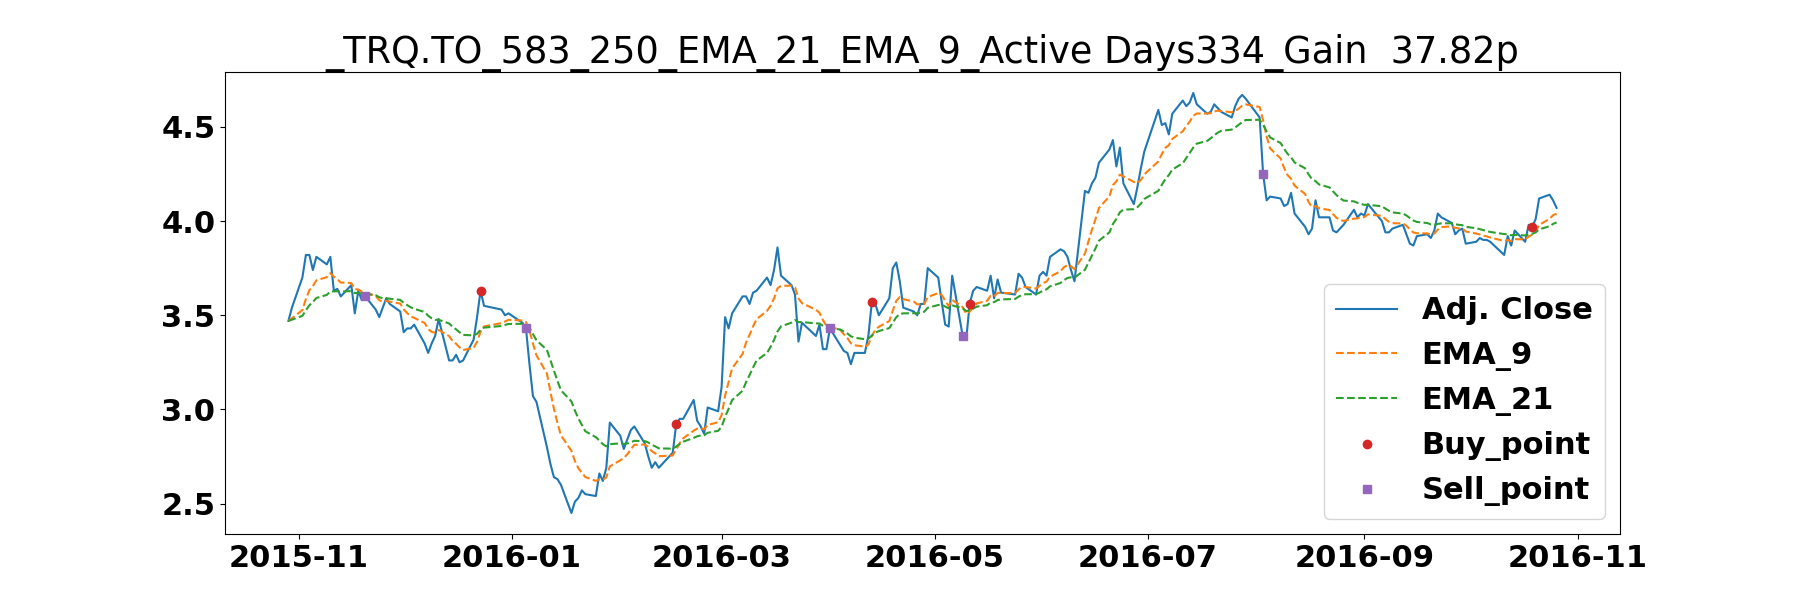 _TRQ.TO_583_250_EMA_21_EMA_9_Active Days334_Gain  37.82p
4.5
4.0
3.5
3.0
2.5
Adj. Close
EMA_9
EMA_21
Buy_point
Sell_point
2015-11 2016-01 2016-03 2016-05 2016-07 2016-09 2016-11